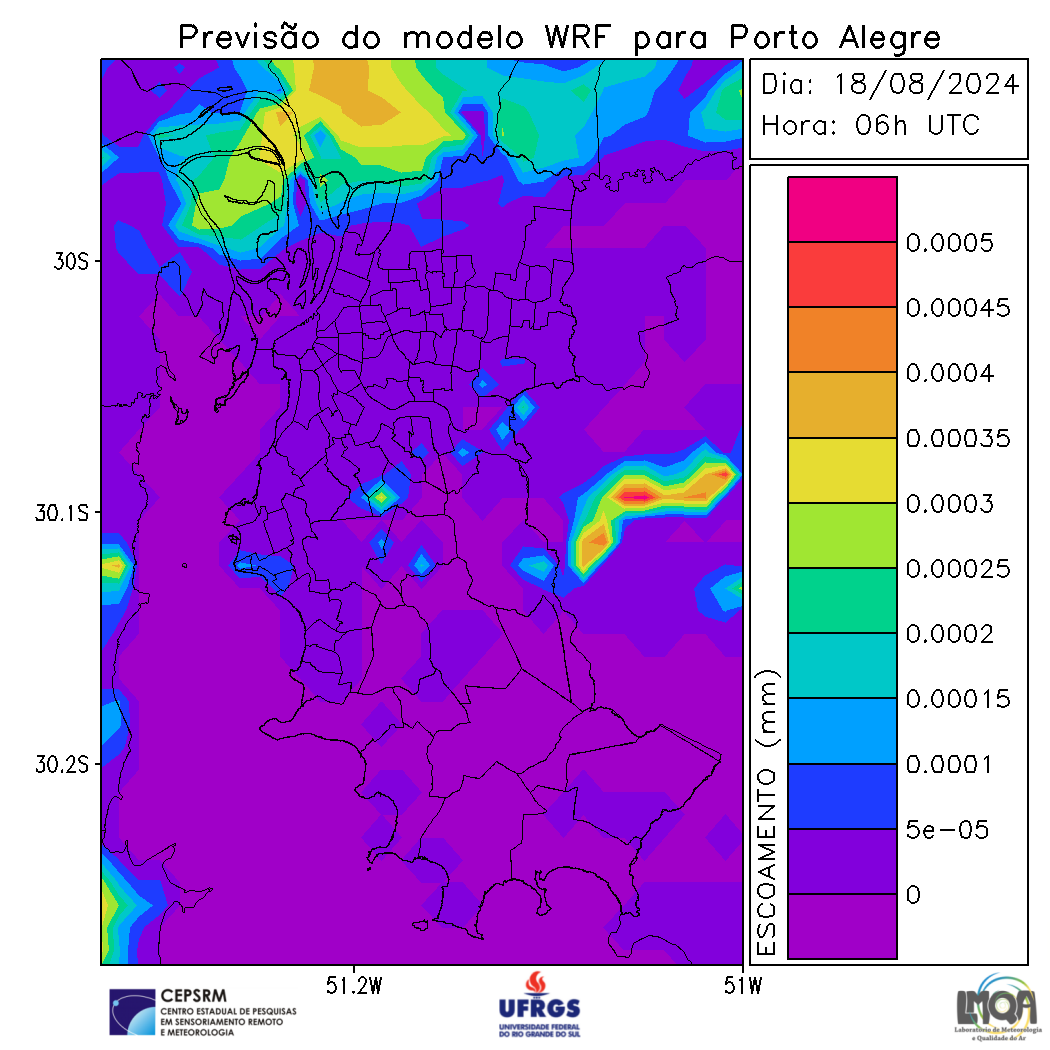 Previsão do modelo WRF para Porto Alegre
Dia: 18/08/2024
Hora: 06h UTC
0.0005
0.00045
0.0004
0.00035
0.0003
0.00025
0.0002
0.00015
0.0001
5e-05
0
ESCOAMENTO (mm)
30S
30.1S
30.2S
51.2W
51W
CEPSRM
CENTRO ESTADUAL DE PESQUISAS
EM SENSORIAMENTO REMOTO
E METEOROLOGIA
UFRGS
UNIVERSIDADE FEDERAL
DO RIO GRANDE DO SUL
LMQA
Laboratório de Meteorologia
e Qualidade do Ar